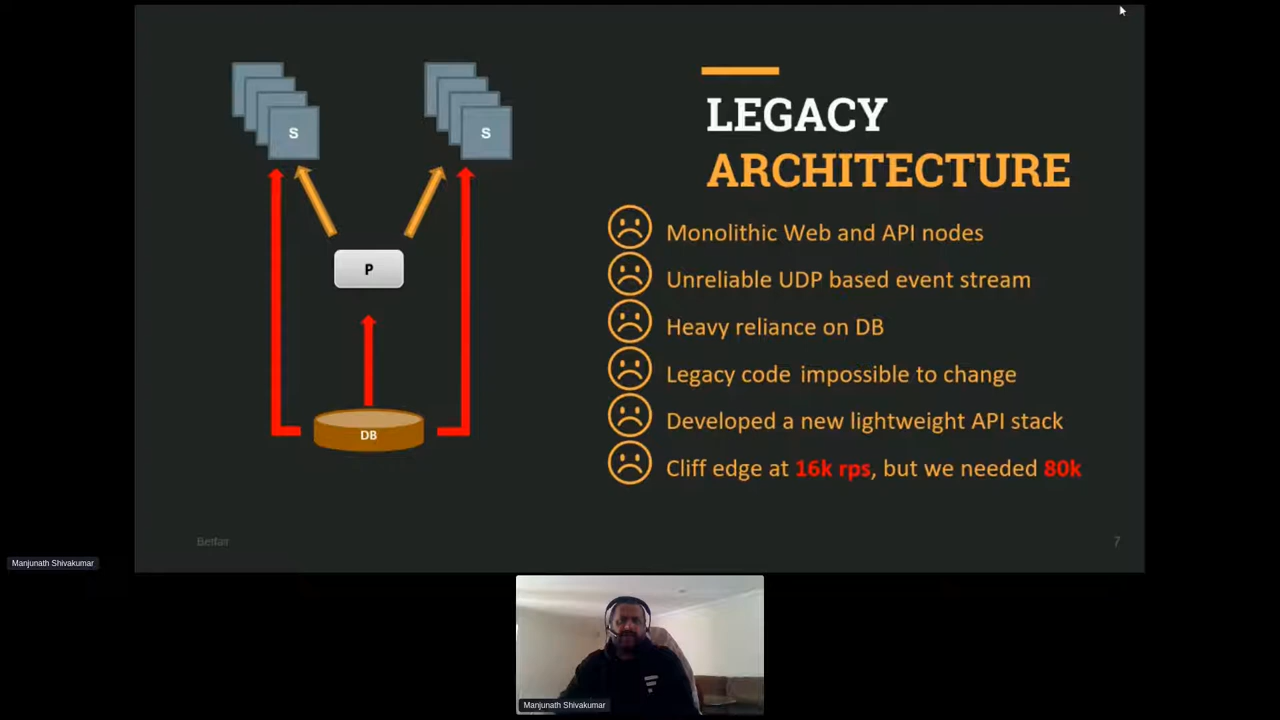 S
S
P
DB
LEGACY
ARCHITECTURE
Monolithic Web and API nodes
Unreliable UDP based event stream
Heavy reliance on DB
Legacy code impossible to change
Developed a new lightweight API stack
Cliff edge at 16k rps, but we needed 80k
Betfair
7
Manjunath Shivakumar
Manjunath Shivakumar